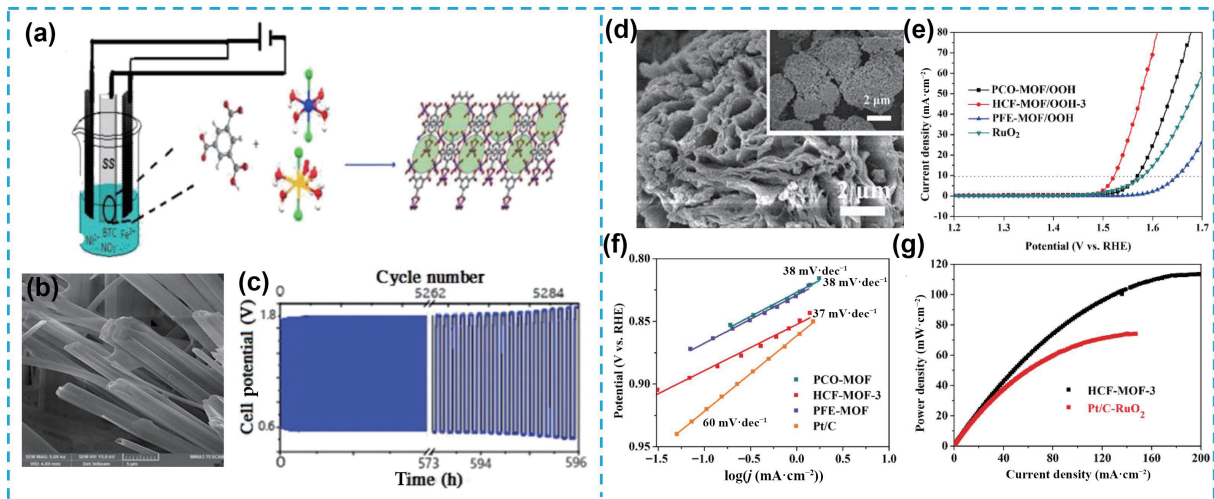 (a)
SS
BTC
Ni²⁺
Fe³⁺
NO₃⁻
+
(b)
5 μm
(c)
Cycle number
0
5262
5284
Cell potential (V)
1.8
0.6
0
573
594
596
Time (h)
(d)
2 μm
2 μm
(e)
Current density (mA·cm⁻²)
80
70
60
50
40
30
20
10
0
-10
PCO-MOF/OOH
HCF-MOF/OOH-3
PFE-MOF/OOH
RuO₂
1.2
1.3
1.4
1.5
1.6
1.7
Potential (V vs. RHE)
(f)
Potential (V vs. RHE)
0.80
0.85
0.90
0.95
38 mV·dec⁻¹
38 mV·dec⁻¹
37 mV·dec⁻¹
60 mV·dec⁻¹
PCO-MOF
HCF-MOF-3
PFE-MOF
Pt/C
−1.5
−1.0
−0.5
0.0
0.5
1.0
log(j (mA·cm⁻²))
(g)
Power density (mW·cm⁻²)
120
100
80
60
40
20
0
HCF-MOF-3
Pt/C-RuO₂
0
40
80
120
160
200
Current density (mA·cm⁻²)